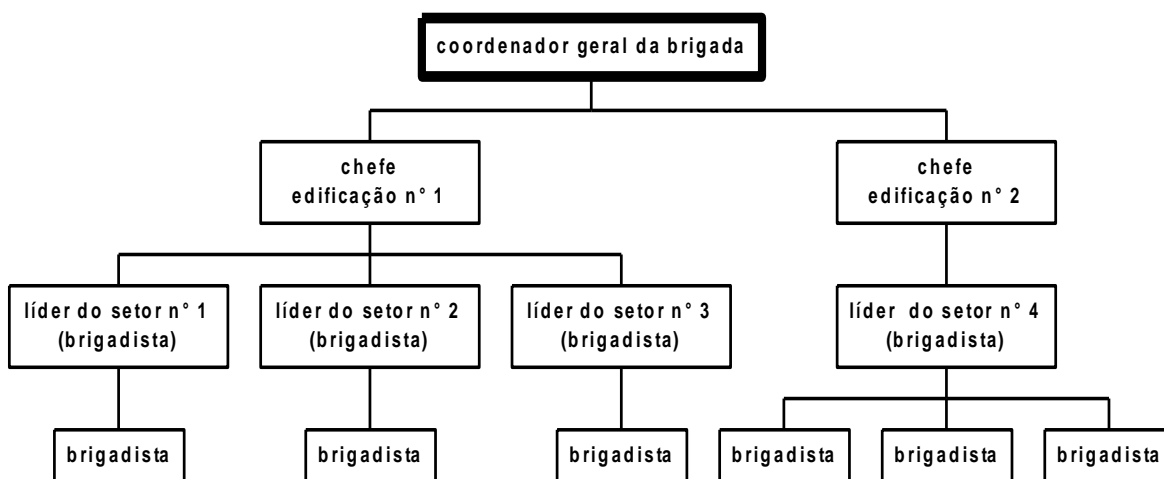 coordenador geral da brigada
chefe
edificação n° 1
chefe
edificação n° 2
líder do setor n° 1
(brigadista)
líder do setor n° 2
(brigadista)
líder do setor n° 3
(brigadista)
líder do setor n° 4
(brigadista)
brigadista
brigadista
brigadista
brigadista
brigadista
brigadista